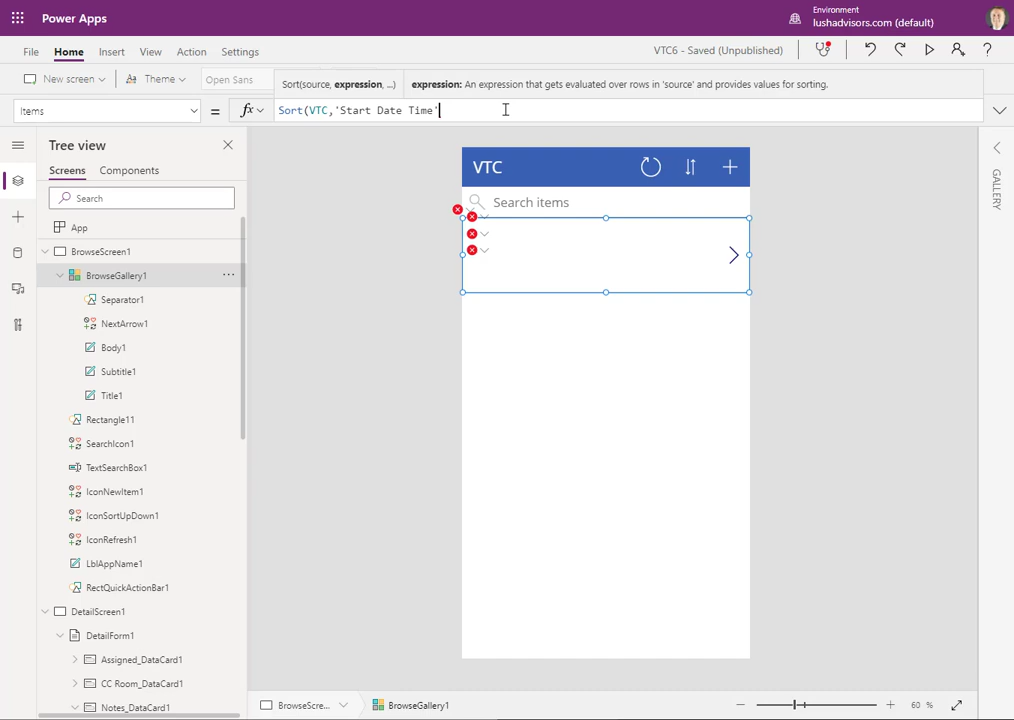 Power Apps
Environment
lushadvisors.com (default)
File Home Insert View Action Settings
VTC6 - Saved (Unpublished)
New screen Theme Open Sans
Sort(source, expression, ...) expression: An expression that gets evaluated over rows in 'source' and provides values for sorting.
Items = fx Sort(VTC,'Start Date Time'
Tree view
Screens Components
Search
App
BrowseScreen1
BrowseGallery1 ...
Separator1
NextArrow1
Body1
Subtitle1
Title1
Rectangle11
SearchIcon1
TextSearchBox1
IconNewItem1
IconSortUpDown1
IconRefresh1
LblAppName1
RectQuickActionBar1
DetailScreen1
DetailForm1
Assigned_DataCard1
CC Room_DataCard1
Notes_DataCard1
VTC
Search items
GALLERY
BrowseScre... BrowseGallery1
60 %